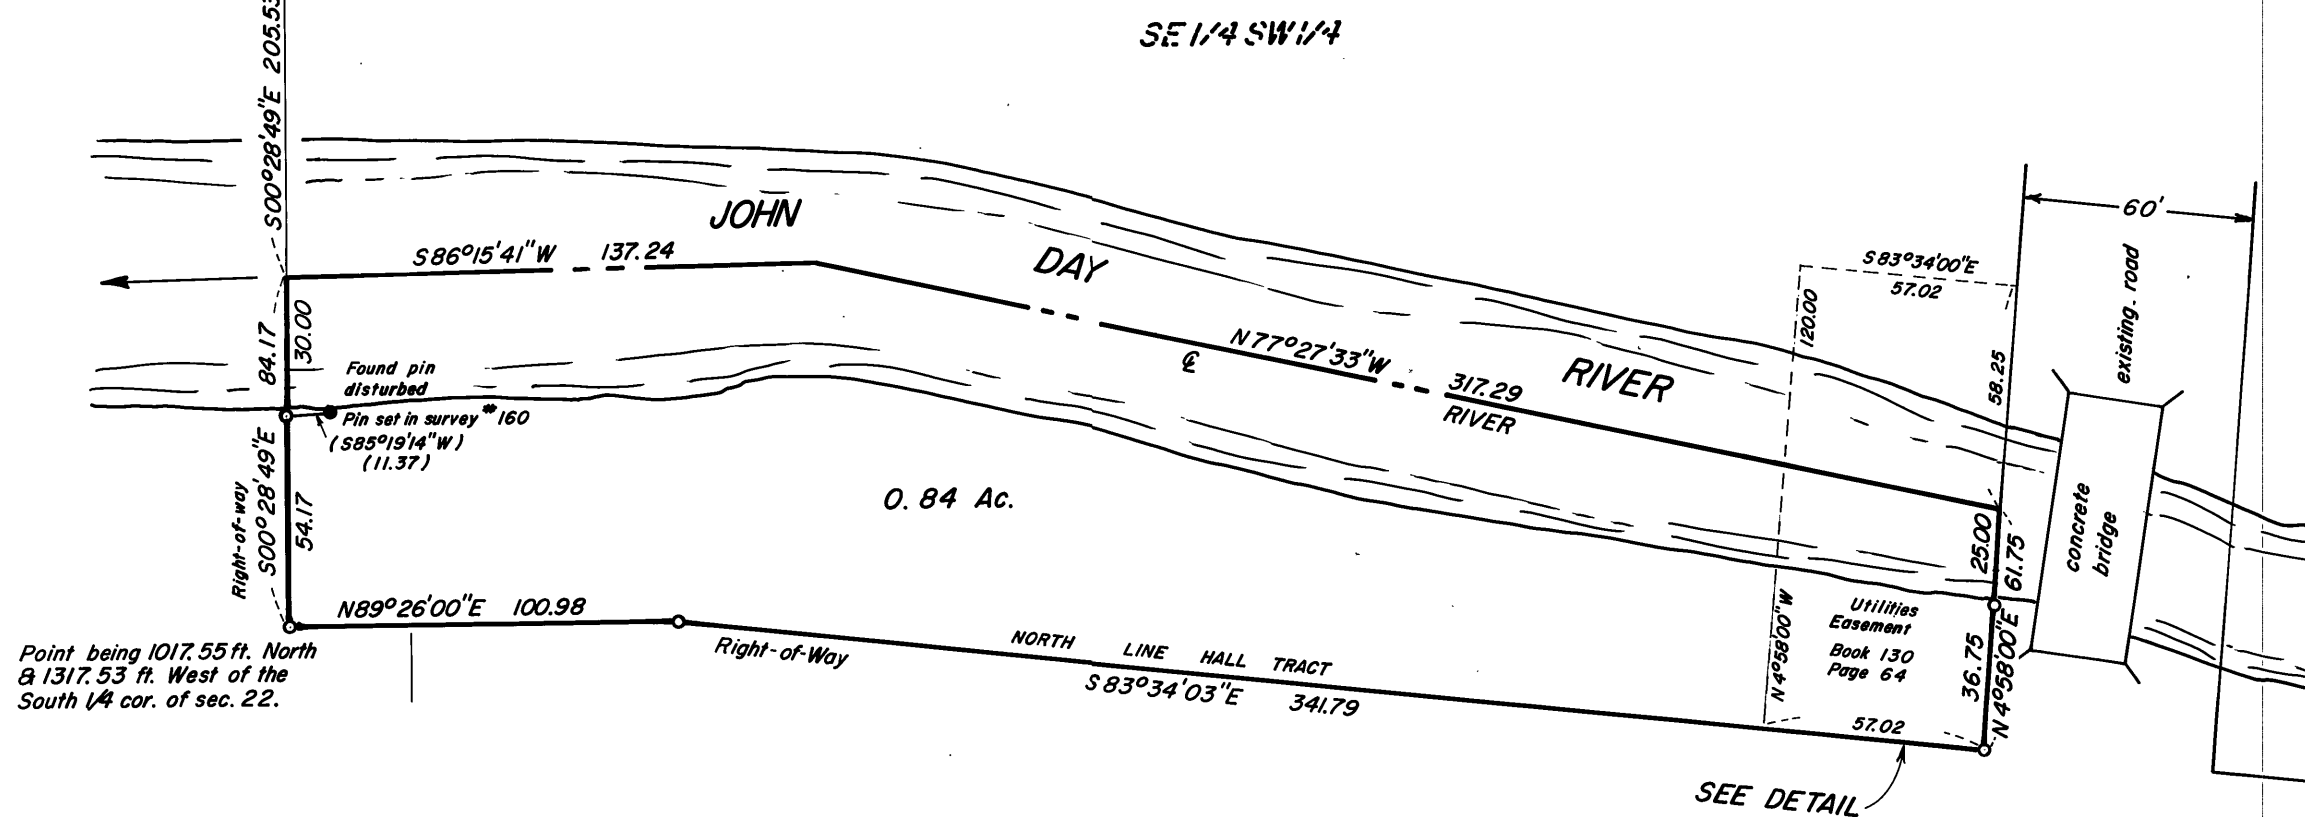 SE 1/4 SW 1/4
S00°28'49"E 205.53
JOHN
DAY
RIVER
S86°15'41"W 137.24
60'
S83°34'00"E
57.02
existing. road
120.00
58.25
84.17
30.00
N77°27'33"W
℄
317.29
RIVER
Found pin
disturbed
Pin set in survey #160
(S85°19'14"W)
(11.37)
Right-of-way
S00°28'49"E
54.17
0.84 Ac.
concrete
bridge
25.00
61.75
N89°26'00"E 100.98
Right-of-Way
NORTH LINE HALL TRACT
S83°34'03"E 341.79
N4°58'00"W
Utilities
Easement
Book 130
Page 64
36.75
N4°58'00"E
57.02
Point being 1017.55 ft. North
& 1317.53 ft. West of the
South 1/4 cor. of sec. 22.
SEE DETAIL